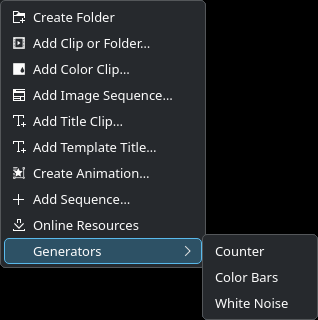 Create Folder
Add Clip or Folder...
Add Color Clip...
Add Image Sequence...
Add Title Clip...
Add Template Title...
Create Animation...
Add Sequence...
Online Resources
Generators
Counter
Color Bars
White Noise